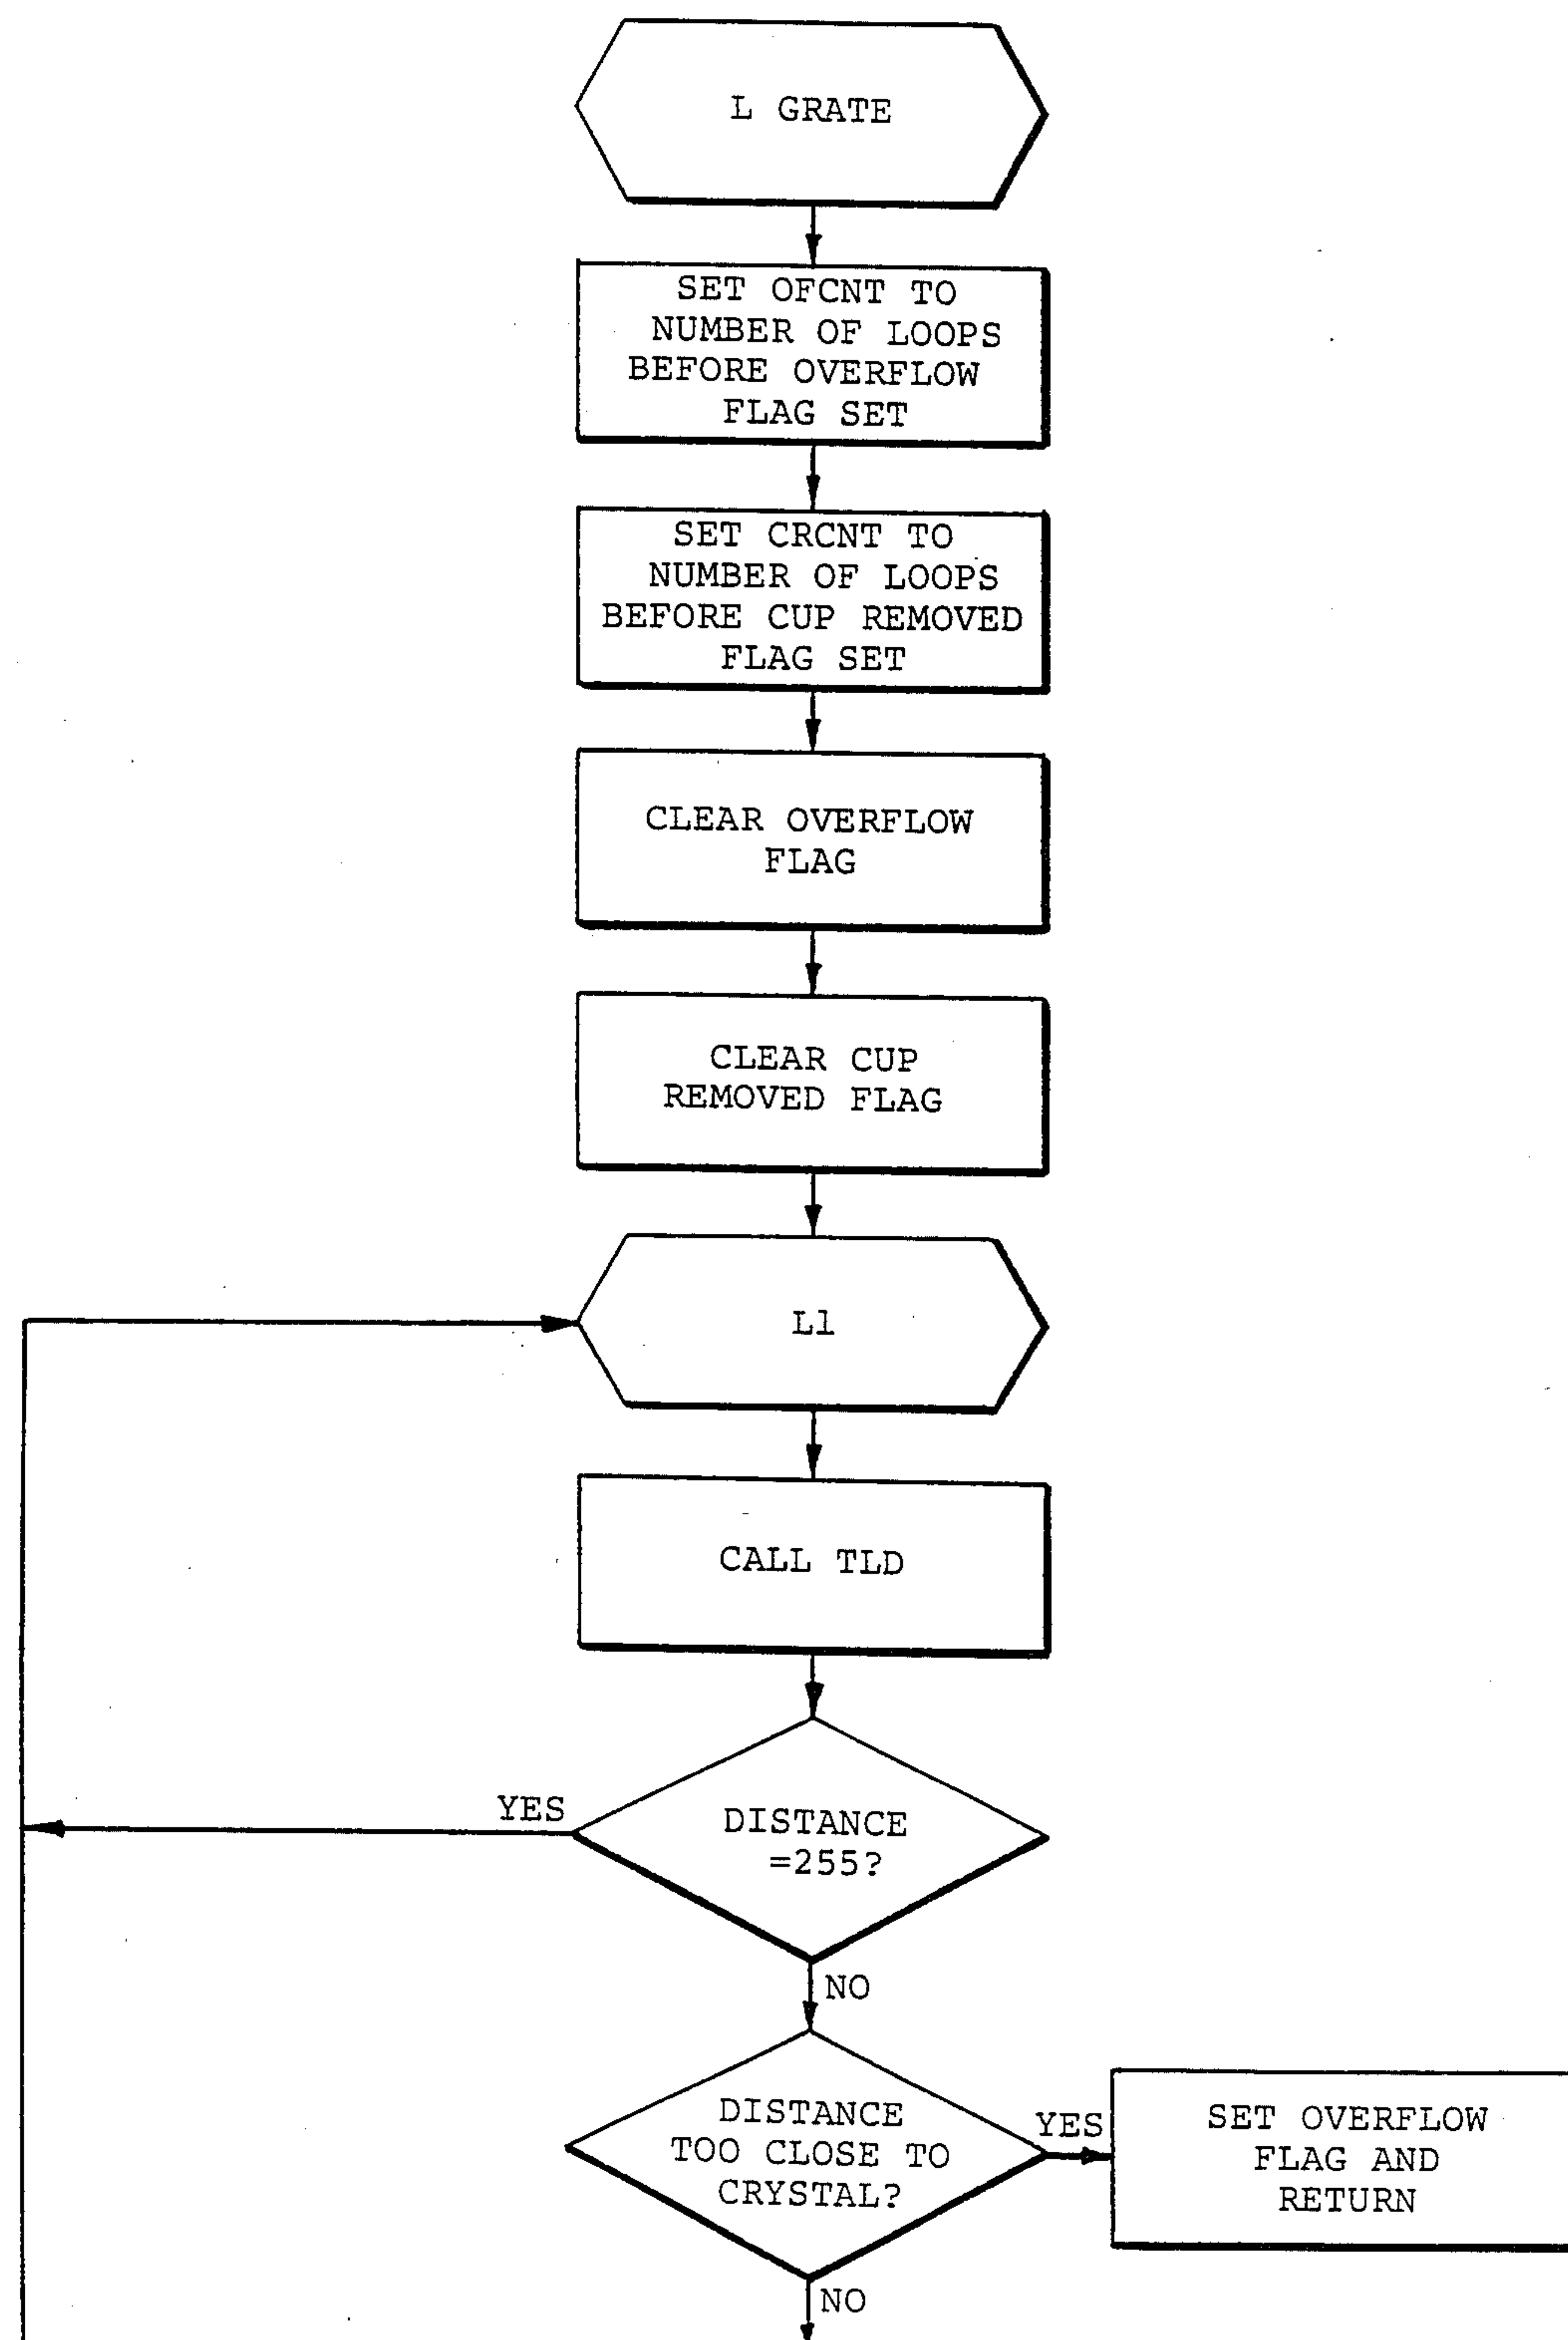 L GRATE
SET OFCNT TO
NUMBER OF LOOPS
BEFORE OVERFLOW
FLAG SET
SET CRCNT TO
NUMBER OF LOOPS
BEFORE CUP REMOVED
FLAG SET
CLEAR OVERFLOW
FLAG
CLEAR CUP
REMOVED FLAG
L1
CALL TLD
YES
DISTANCE
=255?
NO
DISTANCE
TOO CLOSE TO
CRYSTAL?
YES
SET OVERFLOW
FLAG AND
RETURN
NO